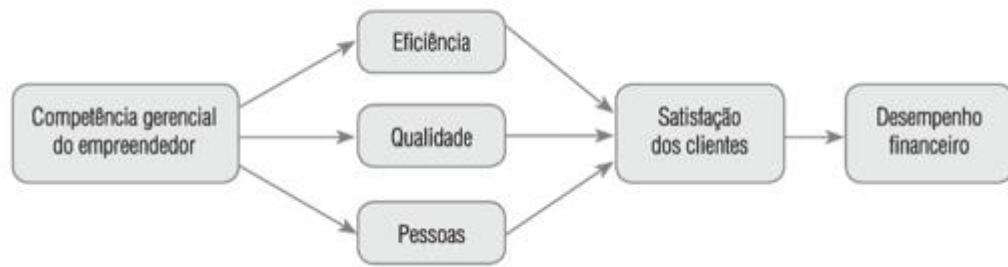 Competência gerencial
do empreendedor
Eficiência
Qualidade
Pessoas
Satisfação
dos clientes
Desempenho
financeiro